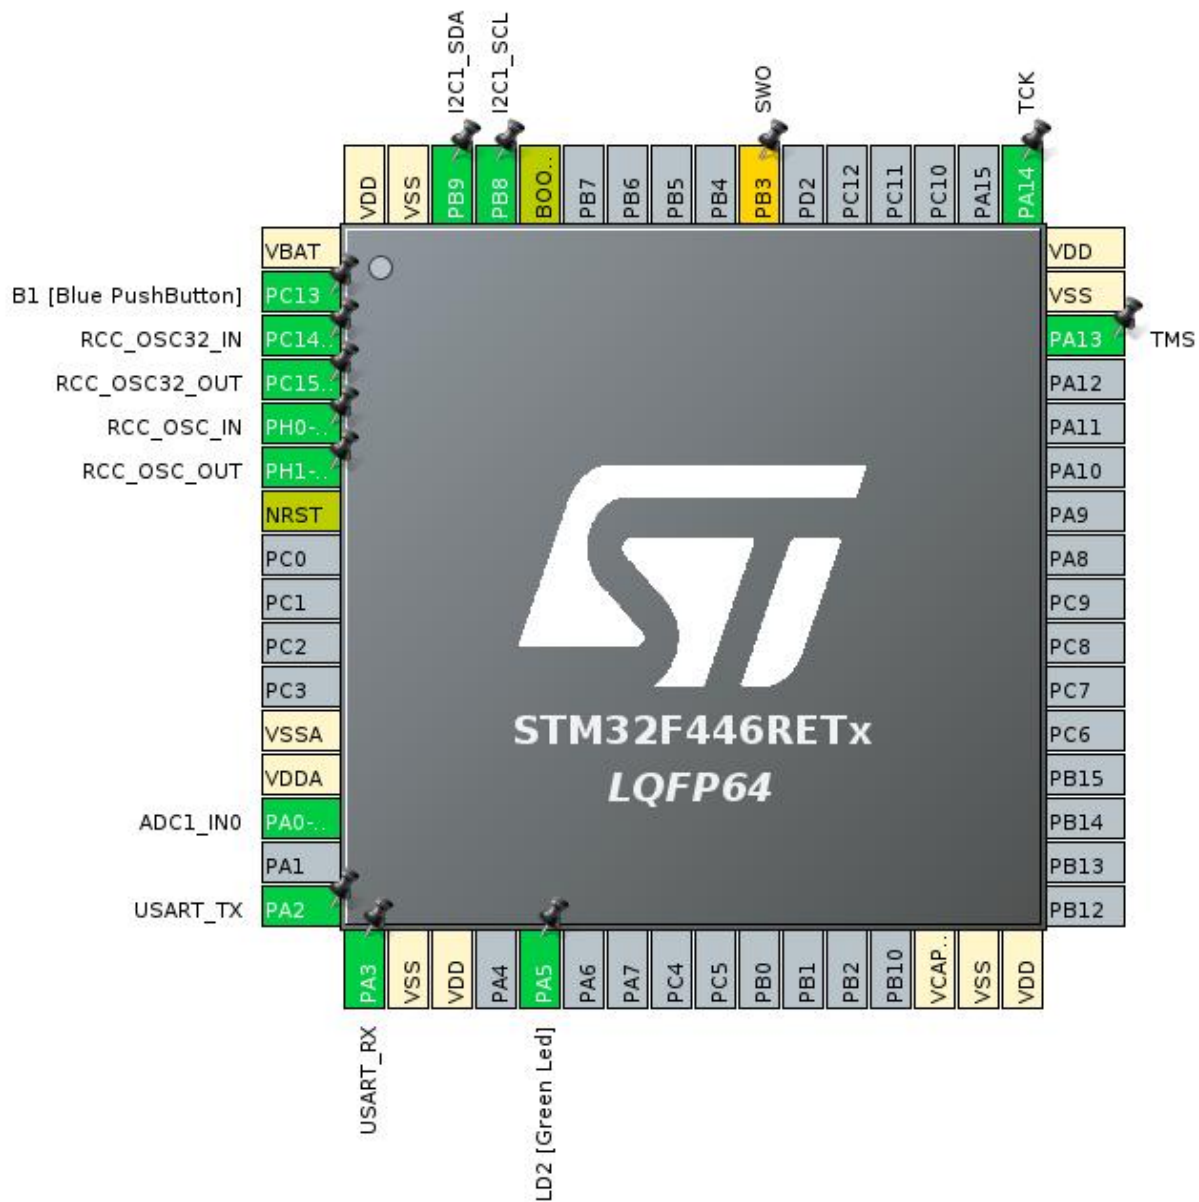 I2C1_SDA
I2C1_SCL
SWO
TCK
VDD
VSS
PB9
PB8
BOO..
PB7
PB6
PB5
PB4
PB3
PD2
PC12
PC11
PC10
PA15
PA14
VBAT
B1 [Blue PushButton] PC13
RCC_OSC32_IN PC14..
RCC_OSC32_OUT PC15..
RCC_OSC_IN PH0-..
RCC_OSC_OUT PH1-..
NRST
PC0
PC1
PC2
PC3
VSSA
VDDA
ADC1_IN0 PA0-..
PA1
USART_TX PA2
ST
STM32F446RETx
LQFP64
VDD
VSS
PA13 TMS
PA12
PA11
PA10
PA9
PA8
PC9
PC8
PC7
PC6
PB15
PB14
PB13
PB12
PA3
VSS
VDD
PA4
PA5
PA6
PA7
PC4
PC5
PB0
PB1
PB2
PB10
VCAP..
VSS
VDD
USART_RX
LD2 [Green Led]